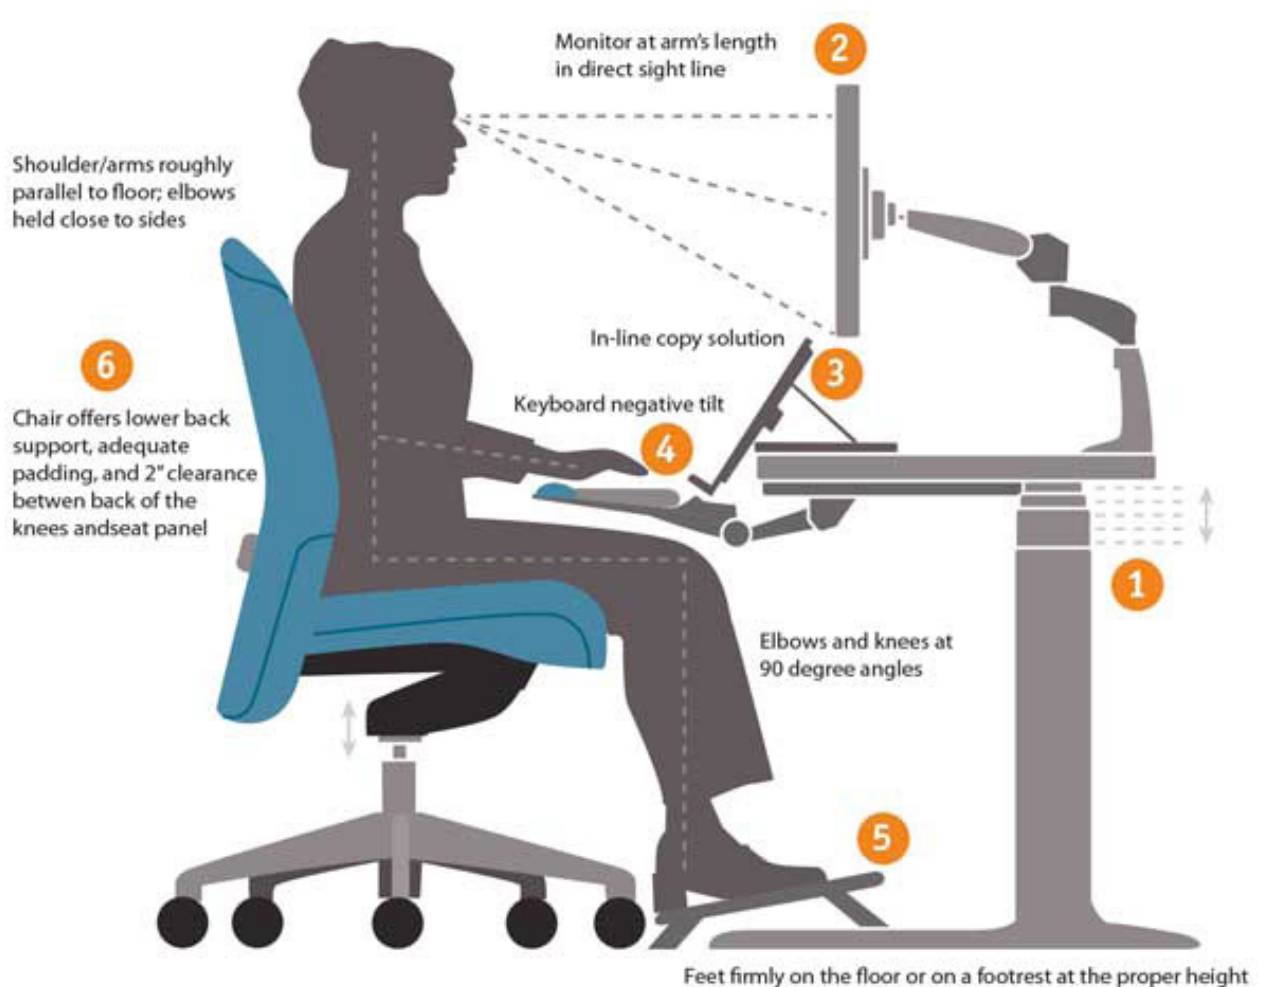 Monitor at arm's length
in direct sight line
2
Shoulder/arms roughly
parallel to floor; elbows
held close to sides
In-line copy solution
3
6
Chair offers lower back
support, adequate
padding, and 2" clearance
betwen back of the
knees andseat panel
Keyboard negative tilt
4
1
Elbows and knees at
90 degree angles
5
Feet firmly on the floor or on a footrest at the proper height